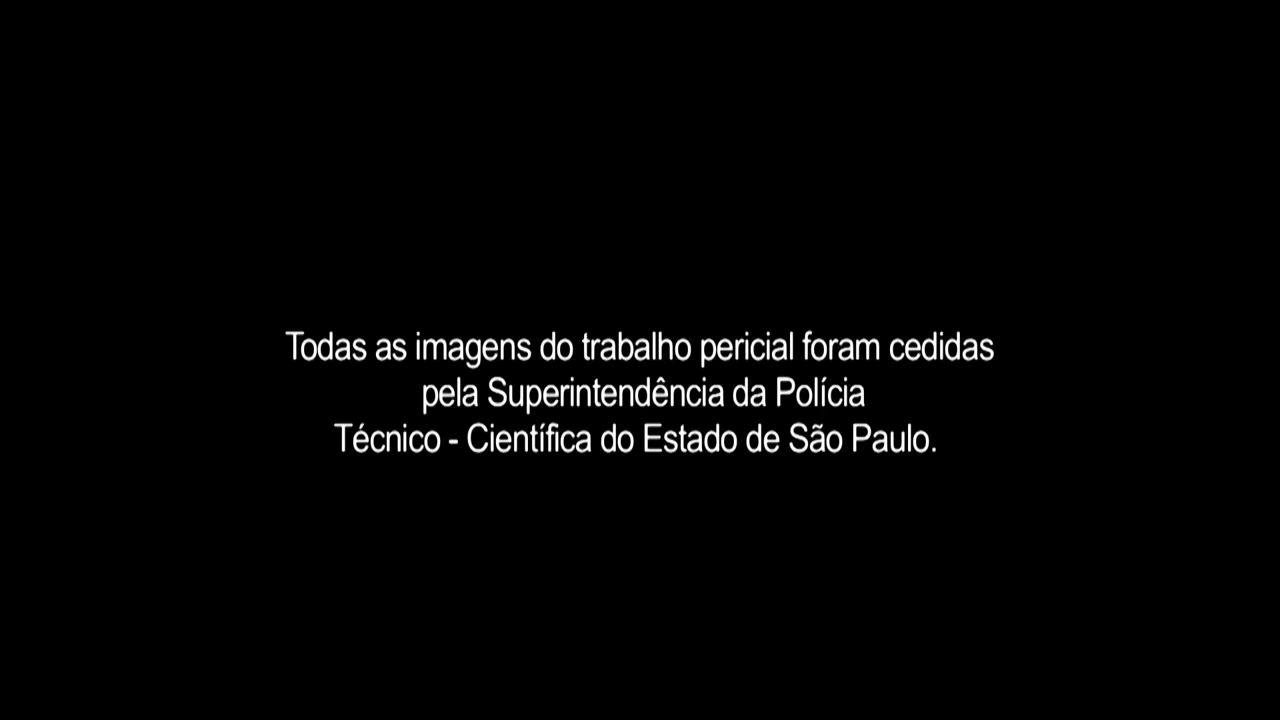 Todas as imagens do trabalho pericial foram cedidas
pela Superintendência da Polícia
Técnico - Científica do Estado de São Paulo.